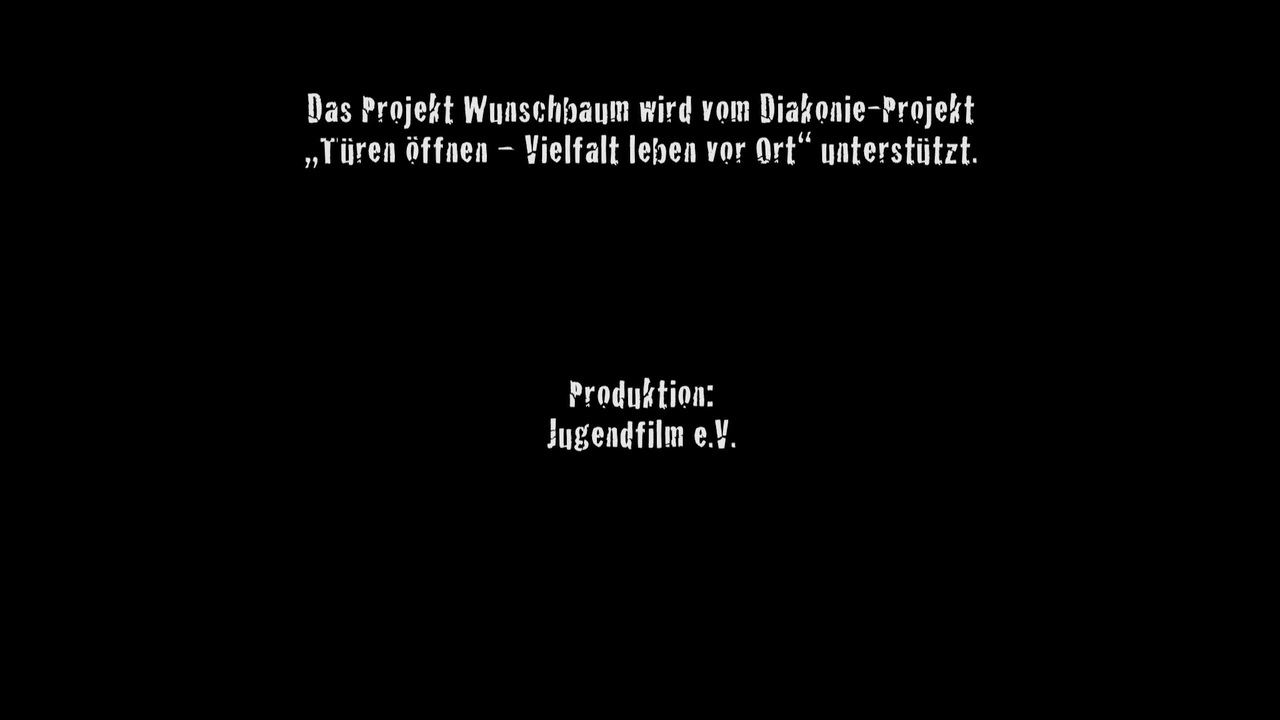 Das Projekt Wunschbaum wird vom Diakonie-Projekt
„Türen öffnen – Vielfalt leben vor Ort“ unterstützt.
Produktion:
Jugendfilm e.V.